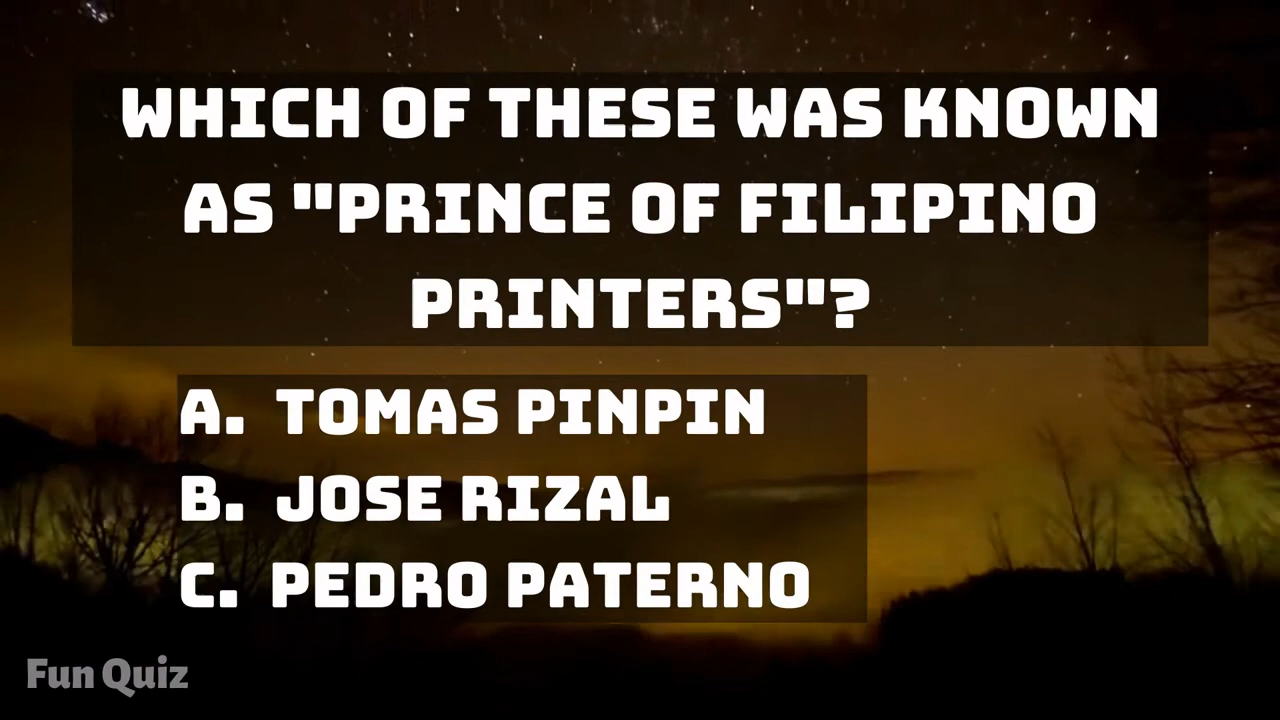 WHICH OF THESE WAS KNOWN
AS "PRINCE OF FILIPINO
PRINTERS"?
A. TOMAS PINPIN
B. JOSE RIZAL
C. PEDRO PATERNO
Fun Quiz